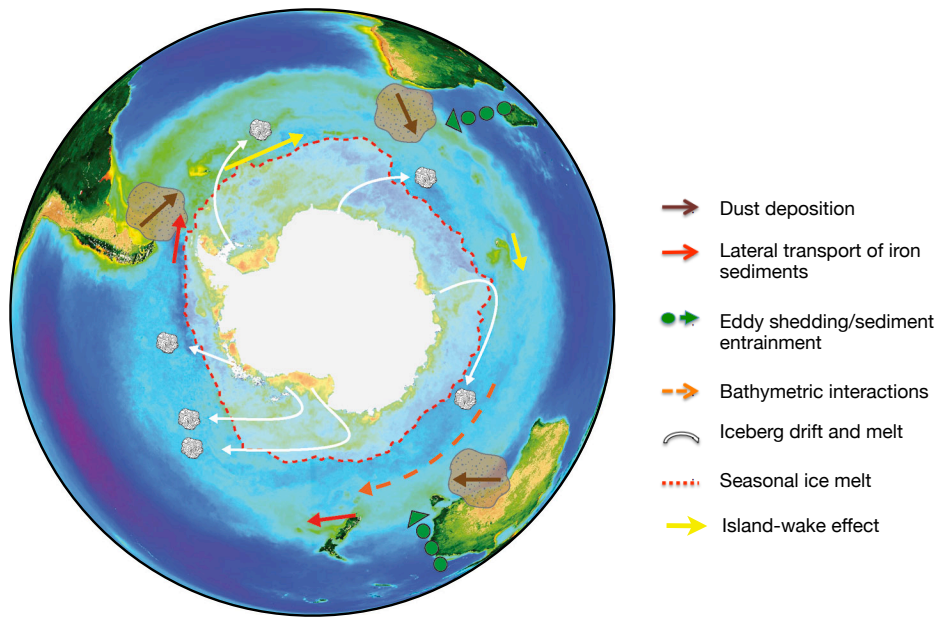 Dust deposition
Lateral transport of iron
sediments
Eddy shedding/sediment
entrainment
Bathymetric interactions
Iceberg drift and melt
Seasonal ice melt
Island-wake effect